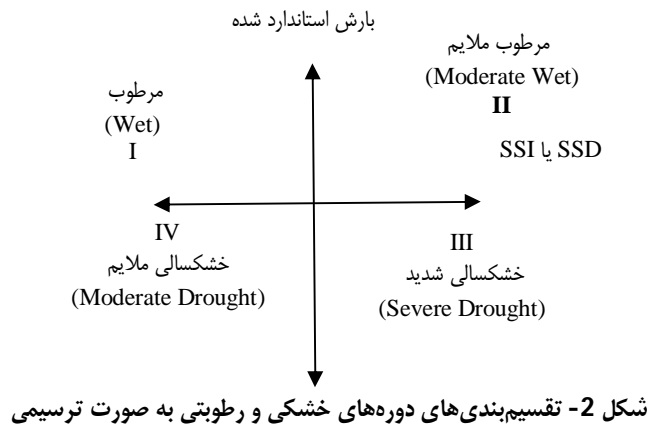 بارش استاندارد شده
مرطوب ملایم
(Moderate Wet)
II
SSI یا SSD
مرطوب
(Wet)
I
IV
خشکسالی ملایم
(Moderate Drought)
III
خشکسالی شدید
(Severe Drought)
شکل 2- تقسیم‌بندی‌های دوره‌های خشکی و رطوبتی به صورت ترسیمی